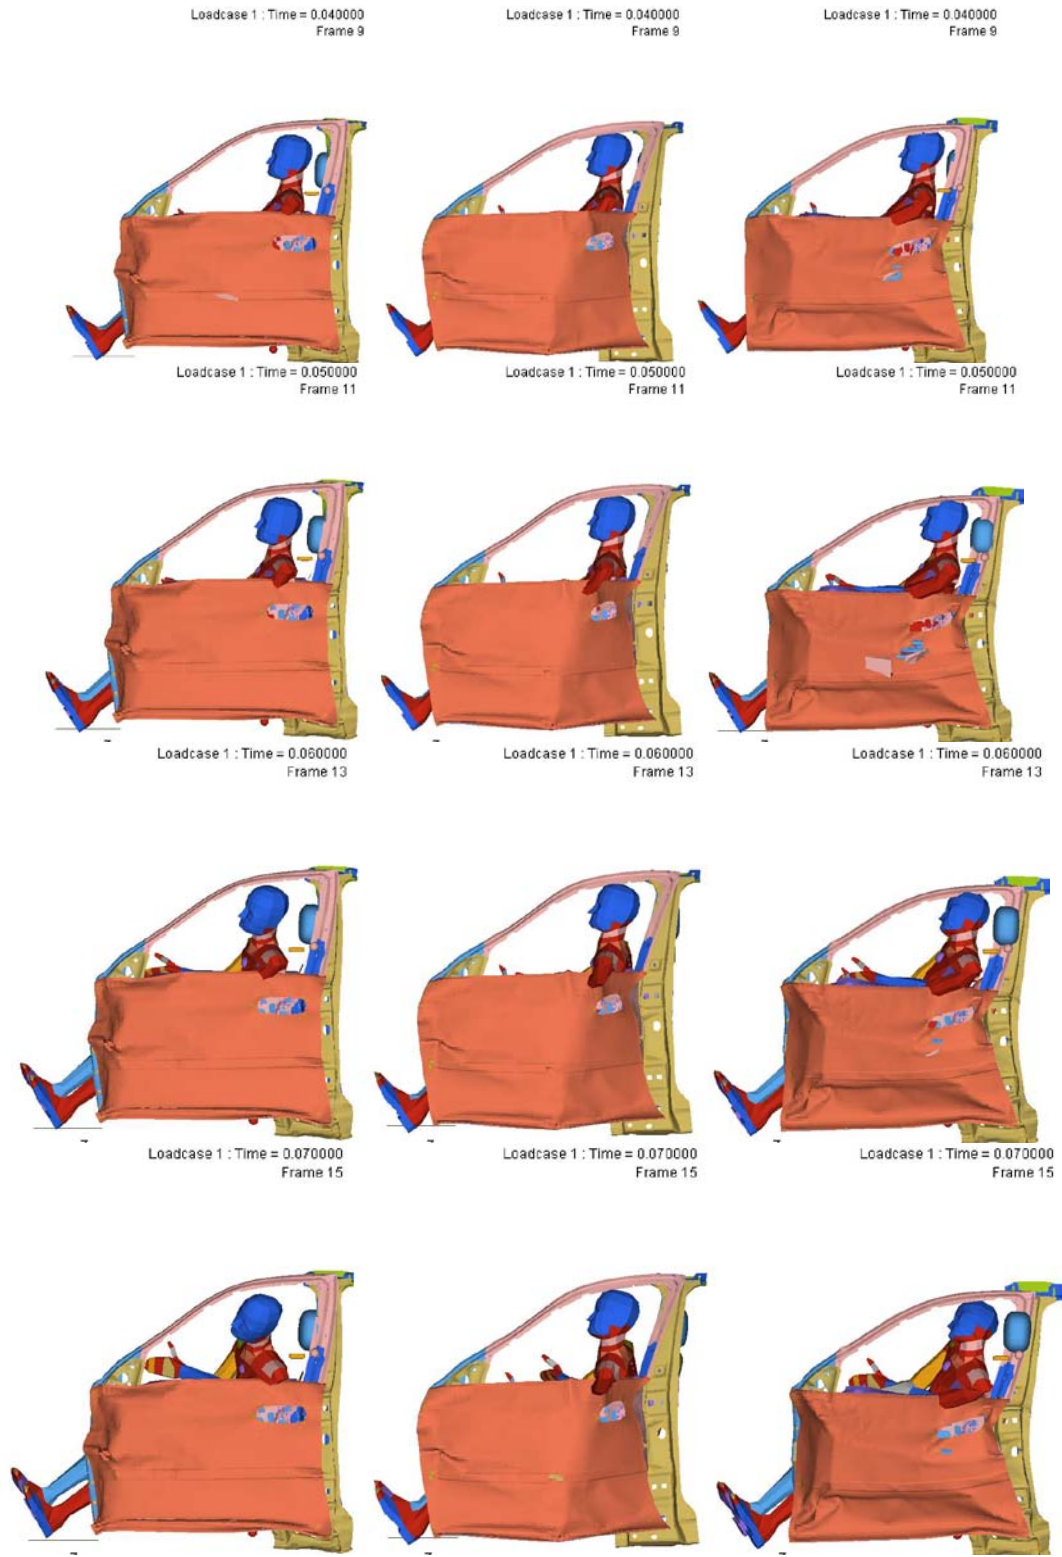 Loadcase 1 : Time = 0.040000
Frame 9
Loadcase 1 : Time = 0.040000
Frame 9
Loadcase 1 : Time = 0.040000
Frame 9
Loadcase 1 : Time = 0.050000
Frame 11
Loadcase 1 : Time = 0.050000
Frame 11
Loadcase 1 : Time = 0.050000
Frame 11
Loadcase 1 : Time = 0.060000
Frame 13
Loadcase 1 : Time = 0.060000
Frame 13
Loadcase 1 : Time = 0.060000
Frame 13
Loadcase 1 : Time = 0.070000
Frame 15
Loadcase 1 : Time = 0.070000
Frame 15
Loadcase 1 : Time = 0.070000
Frame 15